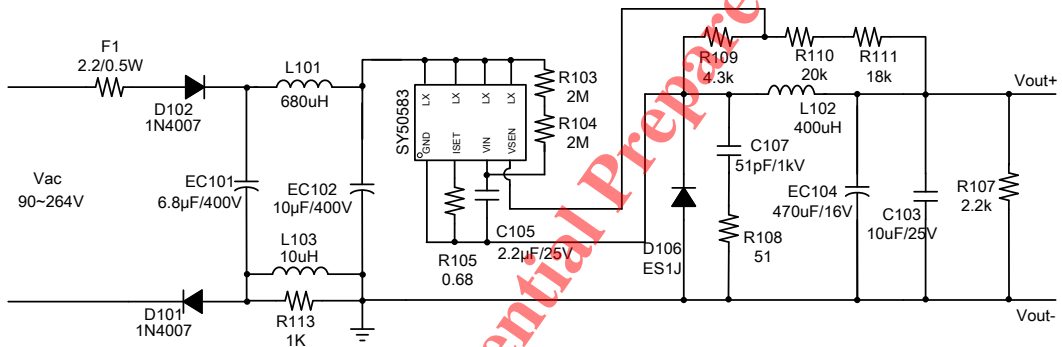 F1
2.2/0.5W
D102
1N4007
L101
680uH
Vac
90~264V
EC101
6.8µF/400V
EC102
10µF/400V
L103
10uH
D101
1N4007
R113
1K
SY50583
LX
LX
LX
LX
GND
ISET
VIN
VSEN
R103
2M
R104
2M
C105
2.2µF/25V
R105
0.68
R109
4.3k
R110
20k
R111
18k
L102
400uH
C107
51pF/1kV
R108
51
D106
ES1J
EC104
470uF/16V
C103
10uF/25V
R107
2.2k
Vout+
Vout-
ential Prepare